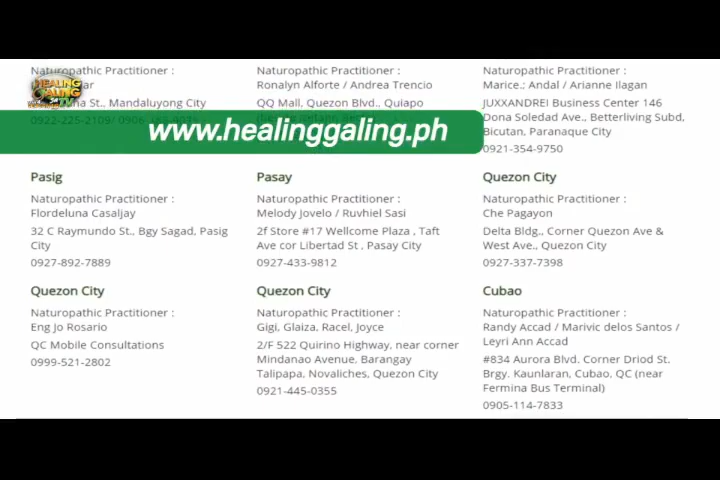 HEALING
GALING
TV
Naturopathic Practitioner :
St., Mandaluyong City
Naturopathic Practitioner :
Ronalyn Alforte / Andrea Trencio
QQ Mall, Quezon Blvd., Quiapo
Naturopathic Practitioner :
Marice.; Andal / Arianne Ilagan
JUXXANDREI Business Center 146
Dona Soledad Ave., Betterliving Subd,
Bicutan, Paranaque City
0921-354-9750
www.healinggaling.ph
Pasig
Naturopathic Practitioner :
Flordeluna Casaljay
32 C Raymundo St., Bgy Sagad, Pasig
City
0927-892-7889
Pasay
Naturopathic Practitioner :
Melody Jovelo / Ruvhiel Sasi
2f Store #17 Wellcome Plaza , Taft
Ave cor Libertad St , Pasay City
0927-433-9812
Quezon City
Naturopathic Practitioner :
Che Pagayon
Delta Bldg., Corner Quezon Ave &
West Ave., Quezon City
0927-337-7398
Quezon City
Naturopathic Practitioner :
Eng Jo Rosario
QC Mobile Consultations
0999-521-2802
Quezon City
Naturopathic Practitioner :
Gigi, Glaiza, Racel, Joyce
2/F 522 Quirino Highway, near corner
Mindanao Avenue, Barangay
Talipapa, Novaliches, Quezon City
0921-445-0355
Cubao
Naturopathic Practitioner :
Randy Accad / Marivic delos Santos /
Leyri Ann Accad
#834 Aurora Blvd. Corner Driod St.
Brgy. Kaunlaran, Cubao, QC (near
Fermina Bus Terminal)
0905-114-7833